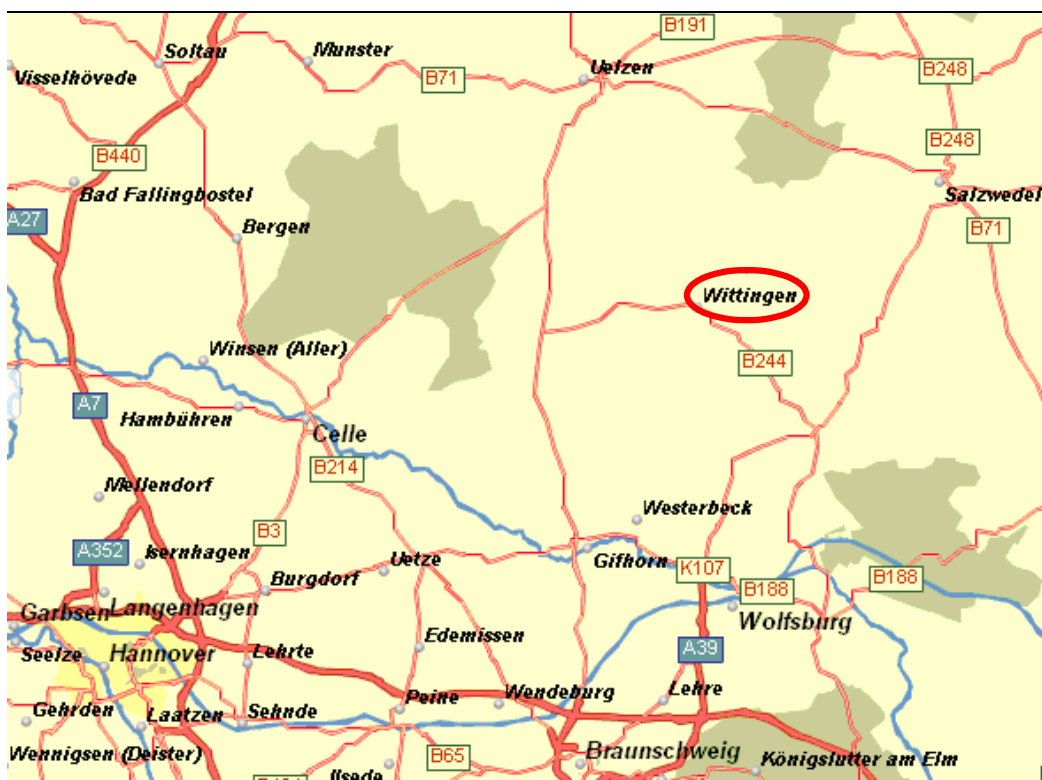 B191
Soltau
Munster
Visselhövede
B71
Uelzen
B248
B248
B440
Bad Fallingbostel
Salzwedel
A27
Bergen
B71
Wittingen
Winsen (Aller)
B244
A7
Hambühren
Celle
B214
Mellendorf
Westerbeck
B3
A352
Isernhagen
Uetze
Gifhorn
K107
Burgdorf
B188
B188
Garbsen
Langenhagen
Wolfsburg
Edemissen
Seelze
Hannover
Lehrte
A39
Peine
Wendeburg
Lehre
Gehrden
Laatzen
Sehnde
Wennigsen (Deister)
B65
Braunschweig
Königslutter am Elm
Ilsede